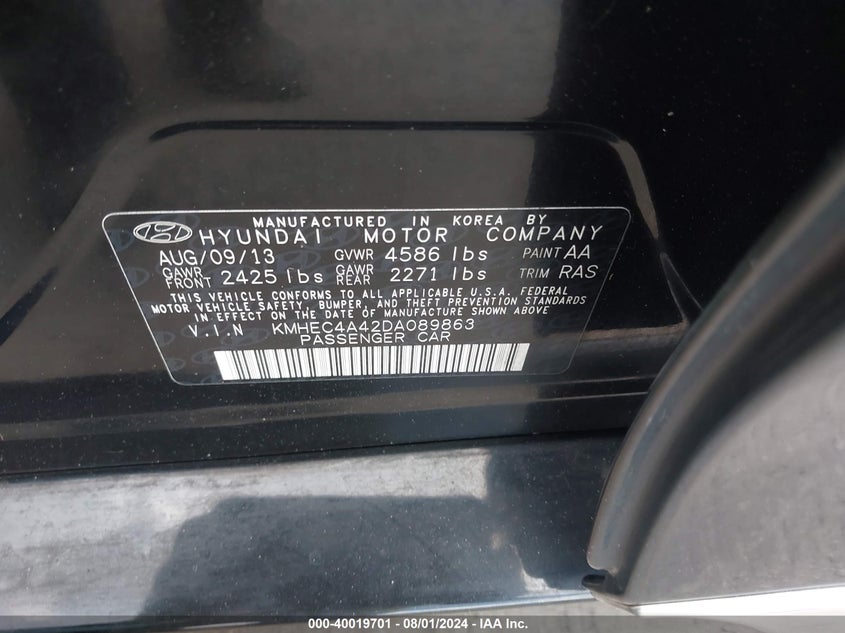 MANUFACTURED IN KOREA BY
HYUNDAI MOTOR COMPANY
AUG/09/13 GVWR 4586 lbs PAINT AA
GAWR FRONT 2425 lbs GAWR REAR 2271 lbs TRIM RAS
THIS VEHICLE CONFORMS TO ALL APPLICABLE U.S.A. FEDERAL
MOTOR VEHICLE SAFETY, BUMPER, AND THEFT PREVENTION STANDARDS
IN EFFECT ON THE DATE OF MANUFACTURE SHOWN ABOVE
V.I.N KMHEC4A42DA089863
PASSENGER CAR
000-40019701 - 08/01/2024 - IAA Inc.